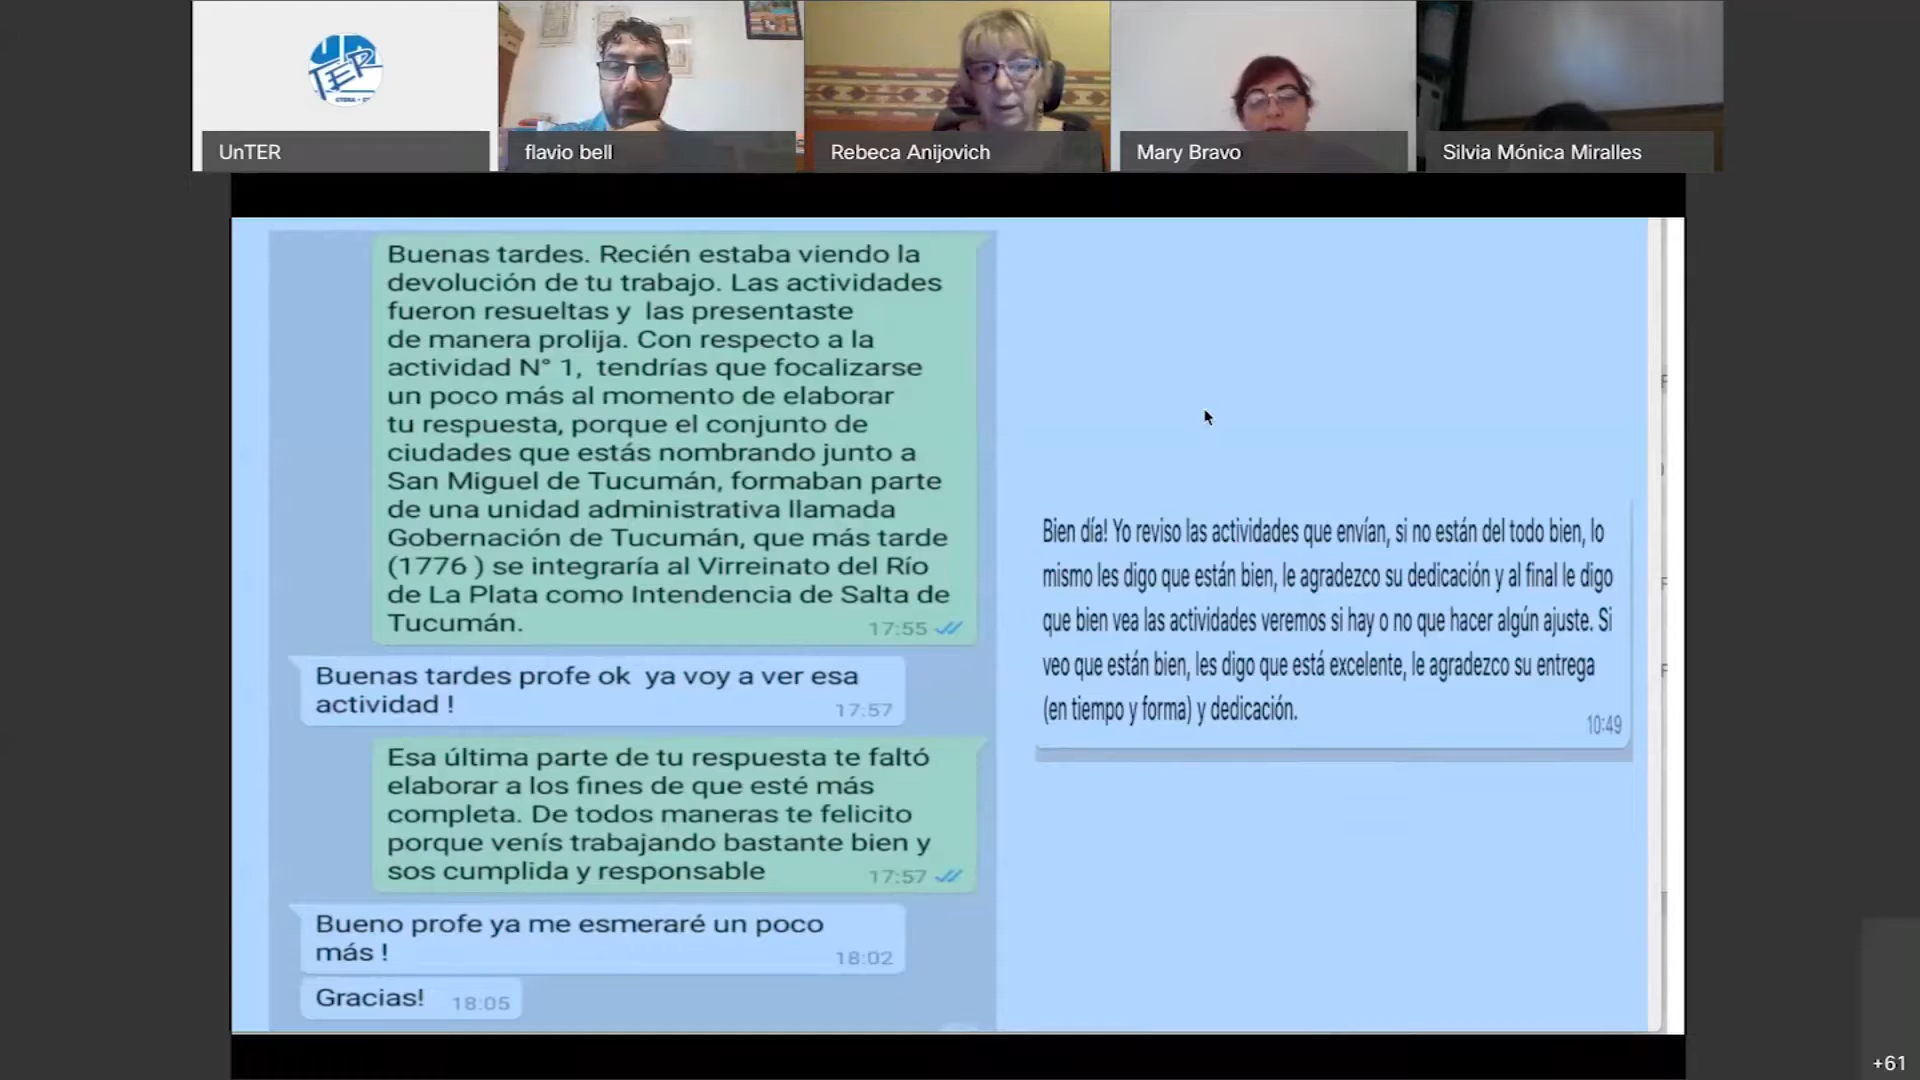 UTER
CTERA
UnTER
flavio bell
Rebeca Anijovich
Mary Bravo
Silvia Mónica Miralles
Buenas tardes. Recién estaba viendo la
devolución de tu trabajo. Las actividades
fueron resueltas y las presentaste
de manera prolija. Con respecto a la
actividad N° 1, tendrías que focalizarse
un poco más al momento de elaborar
tu respuesta, porque el conjunto de
ciudades que estás nombrando junto a
San Miguel de Tucumán, formaban parte
de una unidad administrativa llamada
Gobernación de Tucumán, que más tarde
(1776 ) se integraría al Virreinato del Río
de La Plata como Intendencia de Salta de
Tucumán.
17:55
Buenas tardes profe ok ya voy a ver esa
actividad !
17:57
Esa última parte de tu respuesta te faltó
elaborar a los fines de que esté más
completa. De todos maneras te felicito
porque venís trabajando bastante bien y
sos cumplida y responsable
17:57
Bueno profe ya me esmeraré un poco
más !
18:02
Gracias! 18:05
Bien día! Yo reviso las actividades que envían, si no están del todo bien, lo
mismo les digo que están bien, le agradezco su dedicación y al final le digo
que bien vea las actividades veremos si hay o no que hacer algún ajuste. Si
veo que están bien, les digo que está excelente, le agradezco su entrega
(en tiempo y forma) y dedicación.
10:49
+61